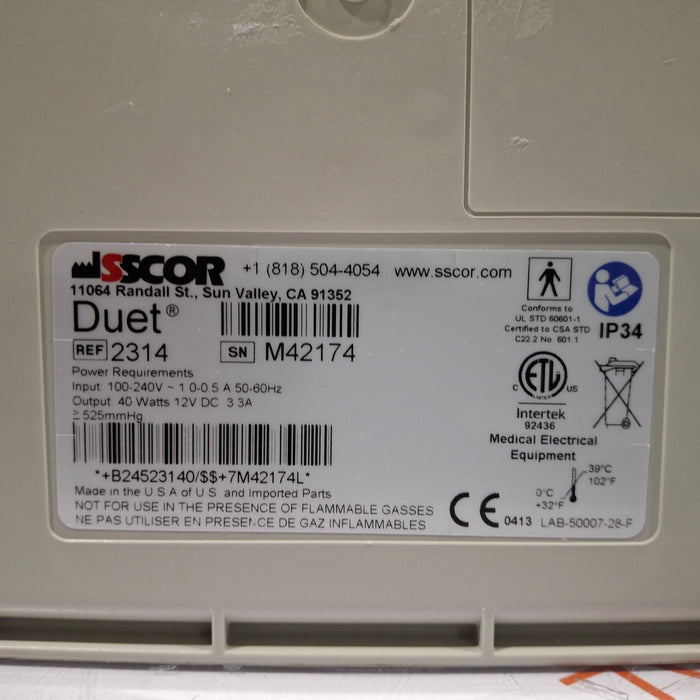 SSCOR +1 (818) 504-4054 www.sscor.com
11064 Randall St., Sun Valley, CA 91352
Duet®
REF 2314 SN M42174
Power Requirements
Input: 100-240V ~ 1.0-0.5 A 50-60Hz
Output: 40 Watts 12V DC 3.3A
≥525mmHg
*+B24523140/$$+7M42174L*
Made in the U.S.A of U.S. and Imported Parts
NOT FOR USE IN THE PRESENCE OF FLAMMABLE GASSES
NE PAS UTILISER EN PRESENCE DE GAZ INFLAMMABLES
Conforms to
UL STD 60601-1
Certified to CSA STD
C22.2 No. 601.1
IP34
C ETL US
Intertek
92436
Medical Electrical
Equipment
39°C
102°F
0°C
+32°F
CE 0413 LAB-50007-28-F